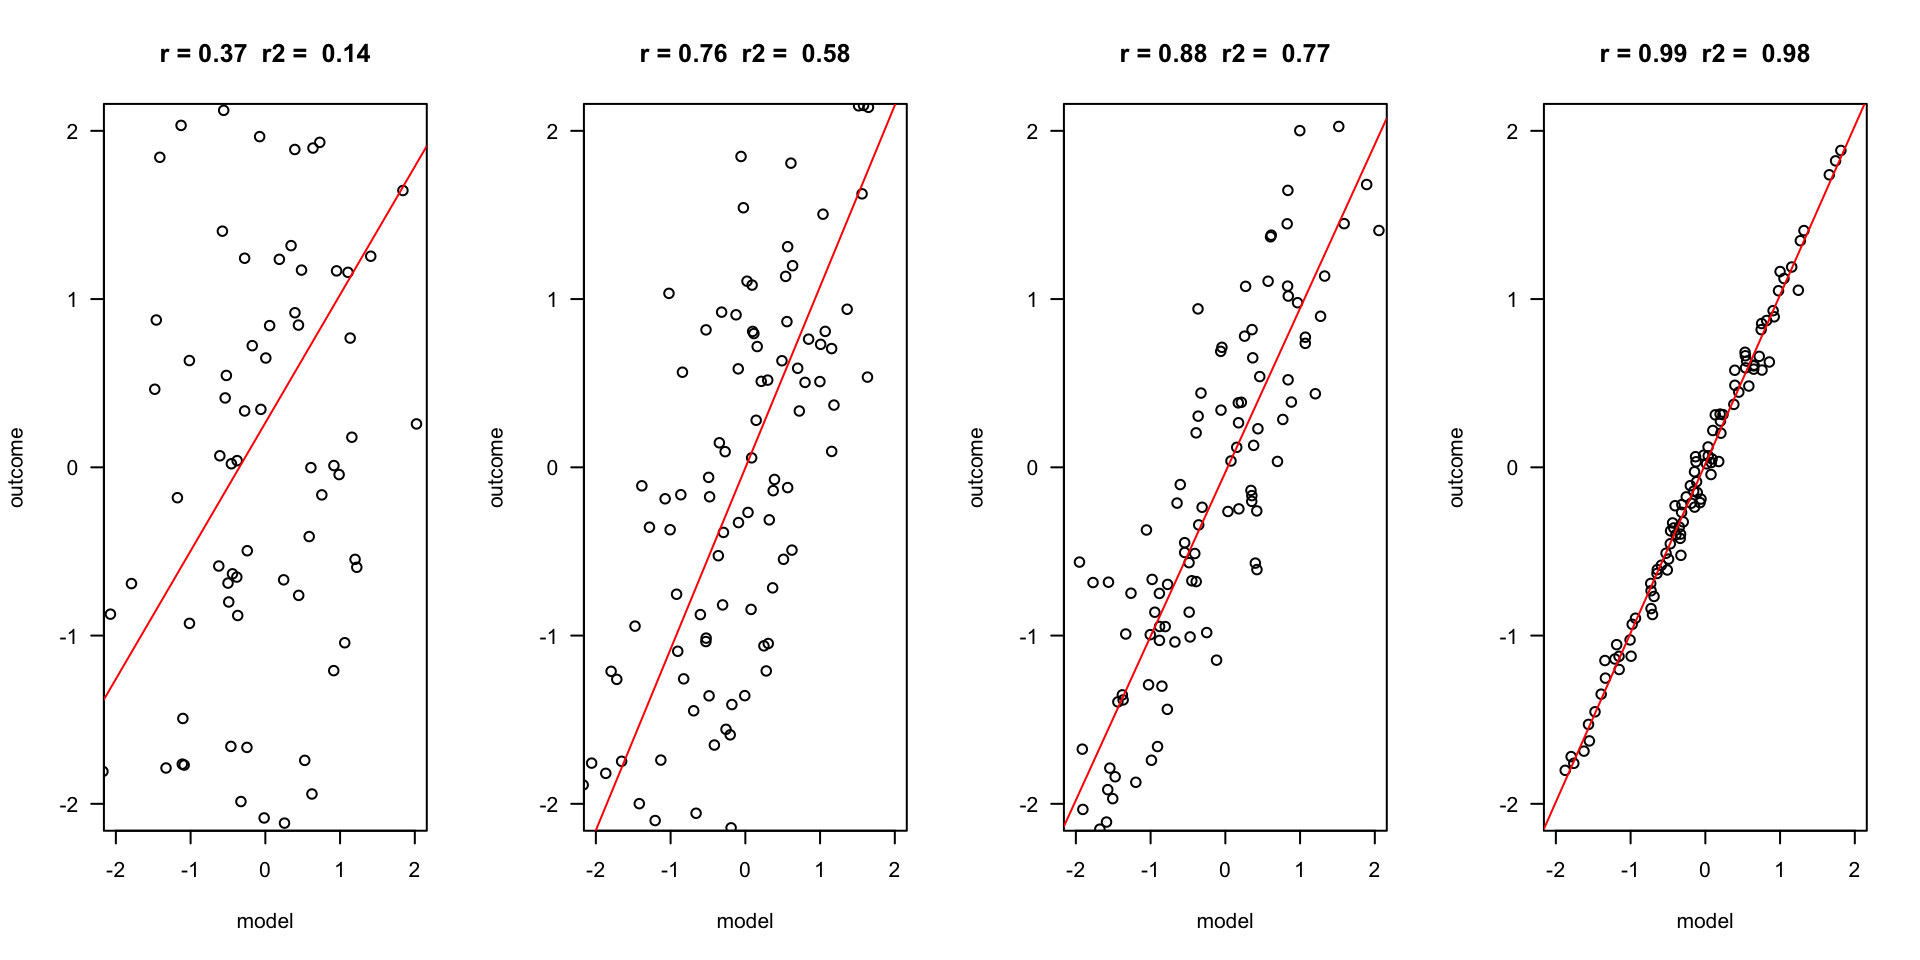 r = 0.37  r2 =  0.14
outcome
2
1
0
-1
-2
-2 -1 0 1 2
model
r = 0.76  r2 =  0.58
outcome
2
1
0
-1
-2
-2 -1 0 1 2
model
r = 0.88  r2 =  0.77
outcome
2
1
0
-1
-2
-2 -1 0 1 2
model
r = 0.99  r2 =  0.98
outcome
2
1
0
-1
-2
-2 -1 0 1 2
model